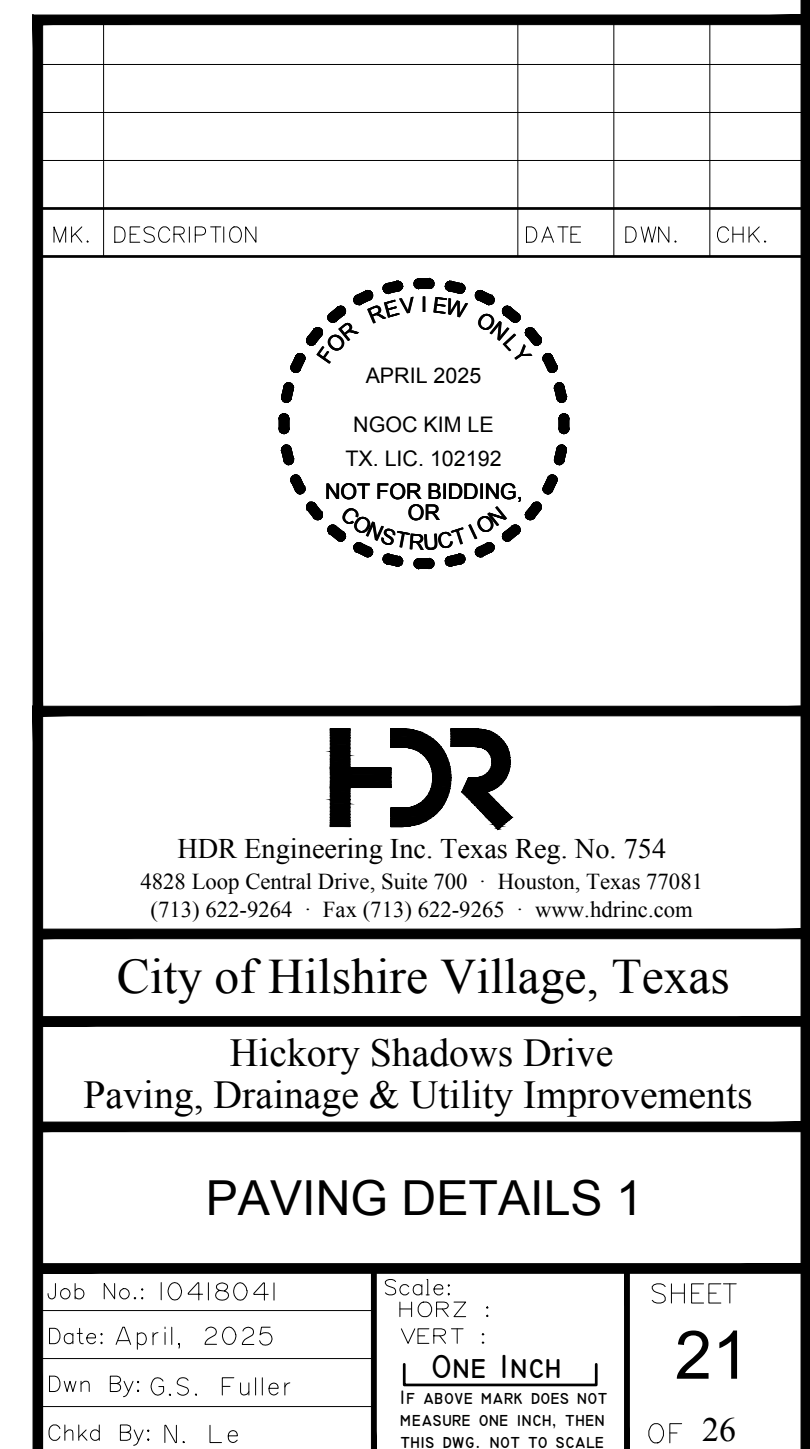 MK. DESCRIPTION DATE DWN. CHK.
FOR REVIEW ONLY
APRIL 2025
NGOC KIM LE
TX. LIC. 102192
NOT FOR BIDDING,
OR
CONSTRUCTION
HDR
HDR Engineering Inc. Texas Reg. No. 754
4828 Loop Central Drive, Suite 700 · Houston, Texas 77081
(713) 622-9264 · Fax (713) 622-9265 · www.hdrinc.com
City of Hilshire Village, Texas
Hickory Shadows Drive
Paving, Drainage & Utility Improvements
PAVING DETAILS 1
Job No.: 10418041
Date: April, 2025
Dwn By: G.S. Fuller
Chkd By: N. Le
Scale:
HORZ :
VERT :
ONE INCH
IF ABOVE MARK DOES NOT
MEASURE ONE INCH, THEN
THIS DWG. NOT TO SCALE
SHEET
21
OF 26